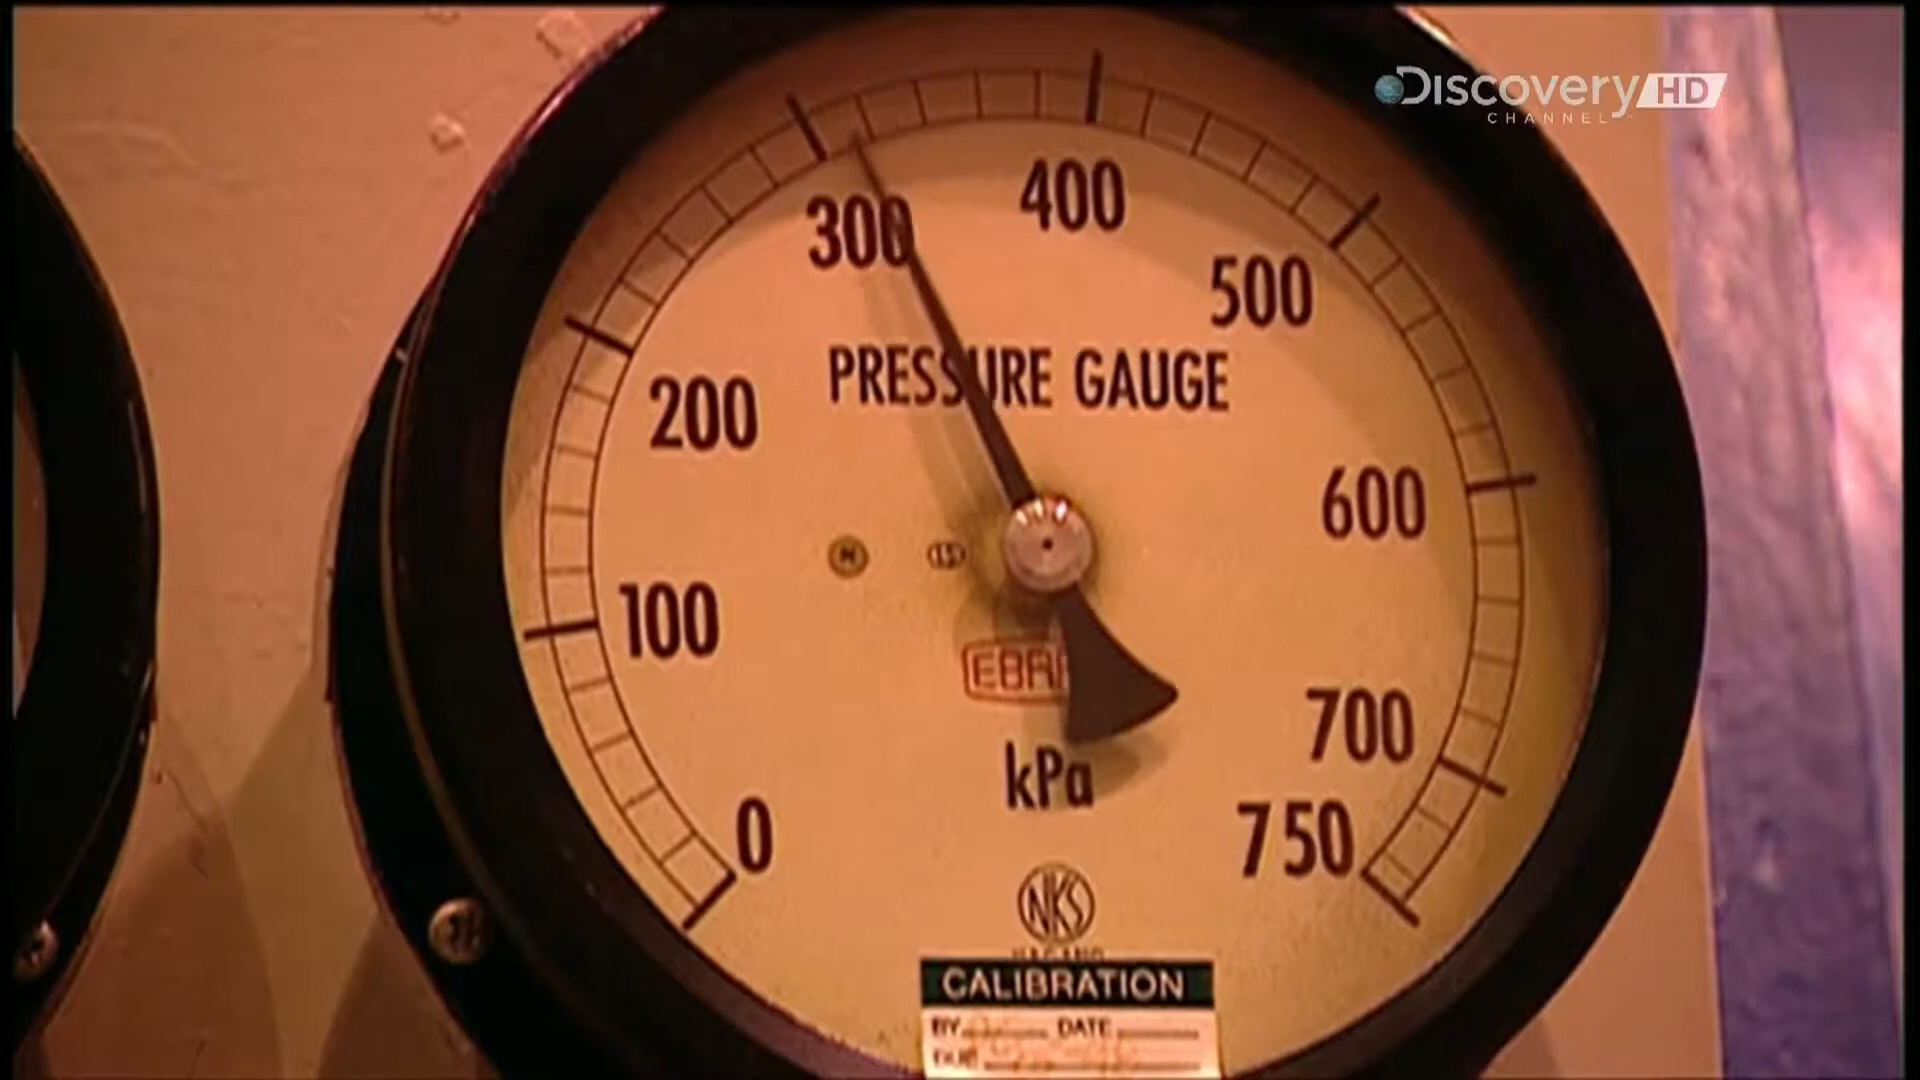 Discovery HD
CHANNEL
300
400
500
200
PRESSURE GAUGE
600
100
700
kPa
0
750
NKS
CALIBRATION
BY DATE
DUE